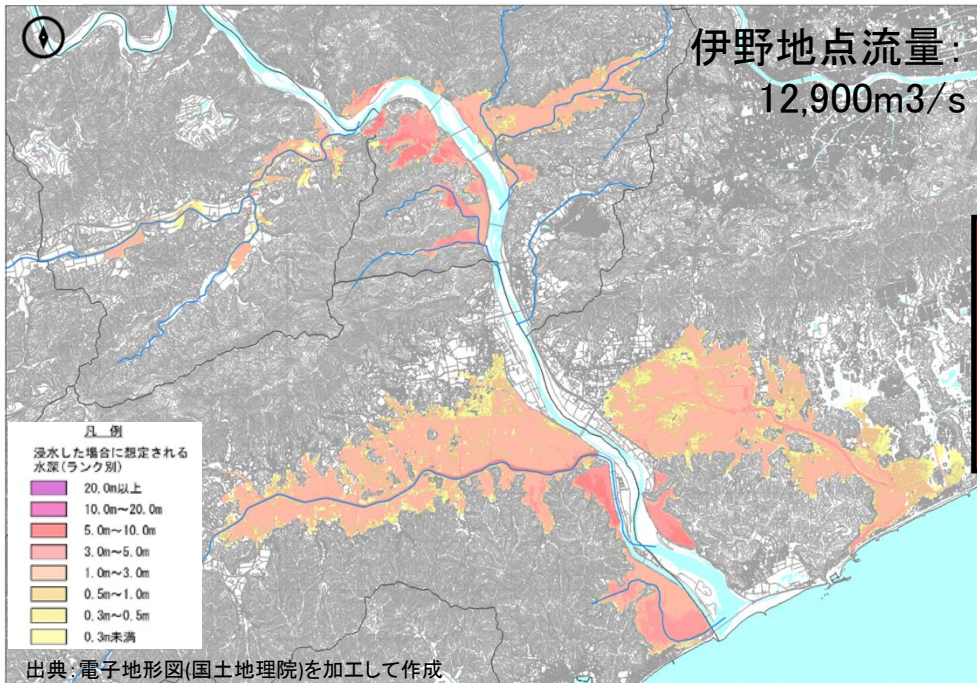 伊野地点流量:
12,900m3/s
凡 例
浸水した場合に想定される
水深(ランク別)
20.0m以上
10.0m～20.0m
5.0m～10.0m
3.0m～5.0m
1.0m～3.0m
0.5m～1.0m
0.3m～0.5m
0.3m未満
出典:電子地形図(国土地理院)を加工して作成